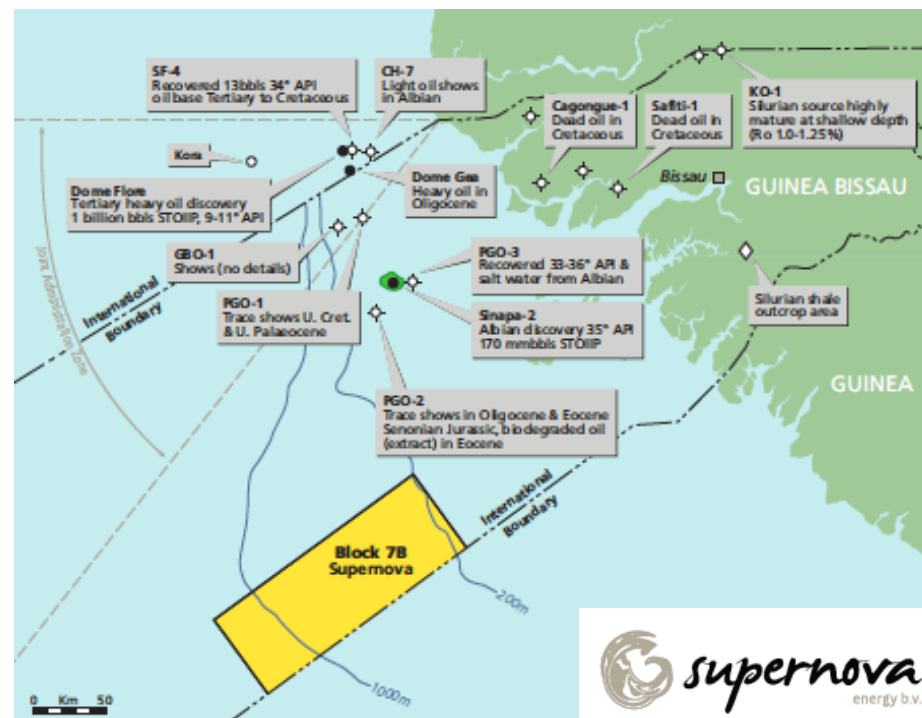 SF-4
Recovered 13bbls 34° API
oil base Tertiary to Cretaceous
CH-7
Light oil shows
in Albian
Cagongue-1
Dead oil in
Cretaceous
Safiti-1
Dead oil in
Cretaceous
KO-1
Silurian source highly
mature at shallow depth
(Ro 1.0-1.25%)
Kora
Dome Flore
Tertiary heavy oil discovery
1 billion bbls STOIIP, 9-11° API
Dome Gea
Heavy oil in
Oligocene
Bissau
GUINEA BISSAU
GBO-1
Shows (no details)
PGO-3
Recovered 33-36° API &
salt water from Albian
Joint Administration Zone
International
Boundary
PGO-1
Trace shows U. Cret.
& U. Palaeocene
Sinapa-2
Albian discovery 35° API
170 mmbbls STOIIP
Silurian shale
outcrop area
GUINEA
PGO-2
Trace shows in Oligocene & Eocene
Senonian Jurassic, biodegraded oil
(extract) in Eocene
International
Boundary
Block 7B
Supernova
200m
1000m
0 Km 50
supernova
energy b.v.